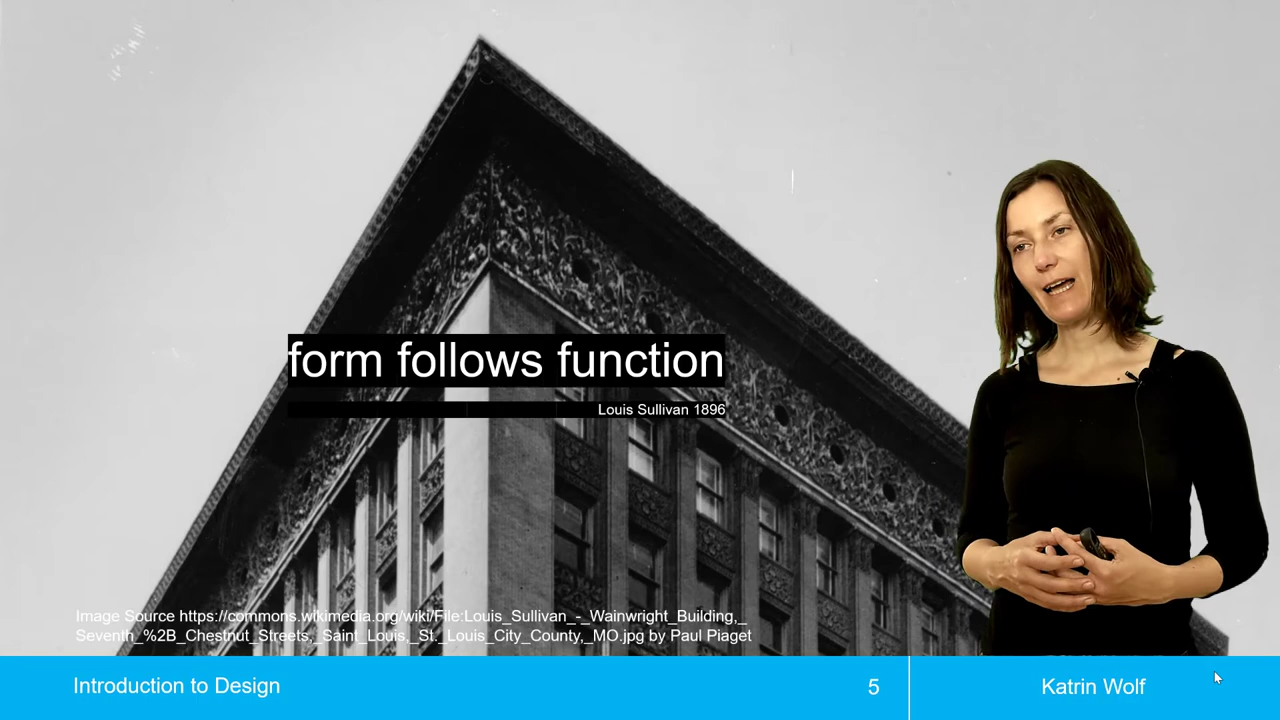 form follows function
Louis Sullivan 1896
Image Source https://commons.wikimedia.org/wiki/File:Louis_Sullivan_-_Wainwright_Building,_
Seventh_%2B_Chestnut_Streets,_Saint_Louis,_St._Louis_City_County,_MO.jpg by Paul Piaget
Introduction to Design
5
Katrin Wolf